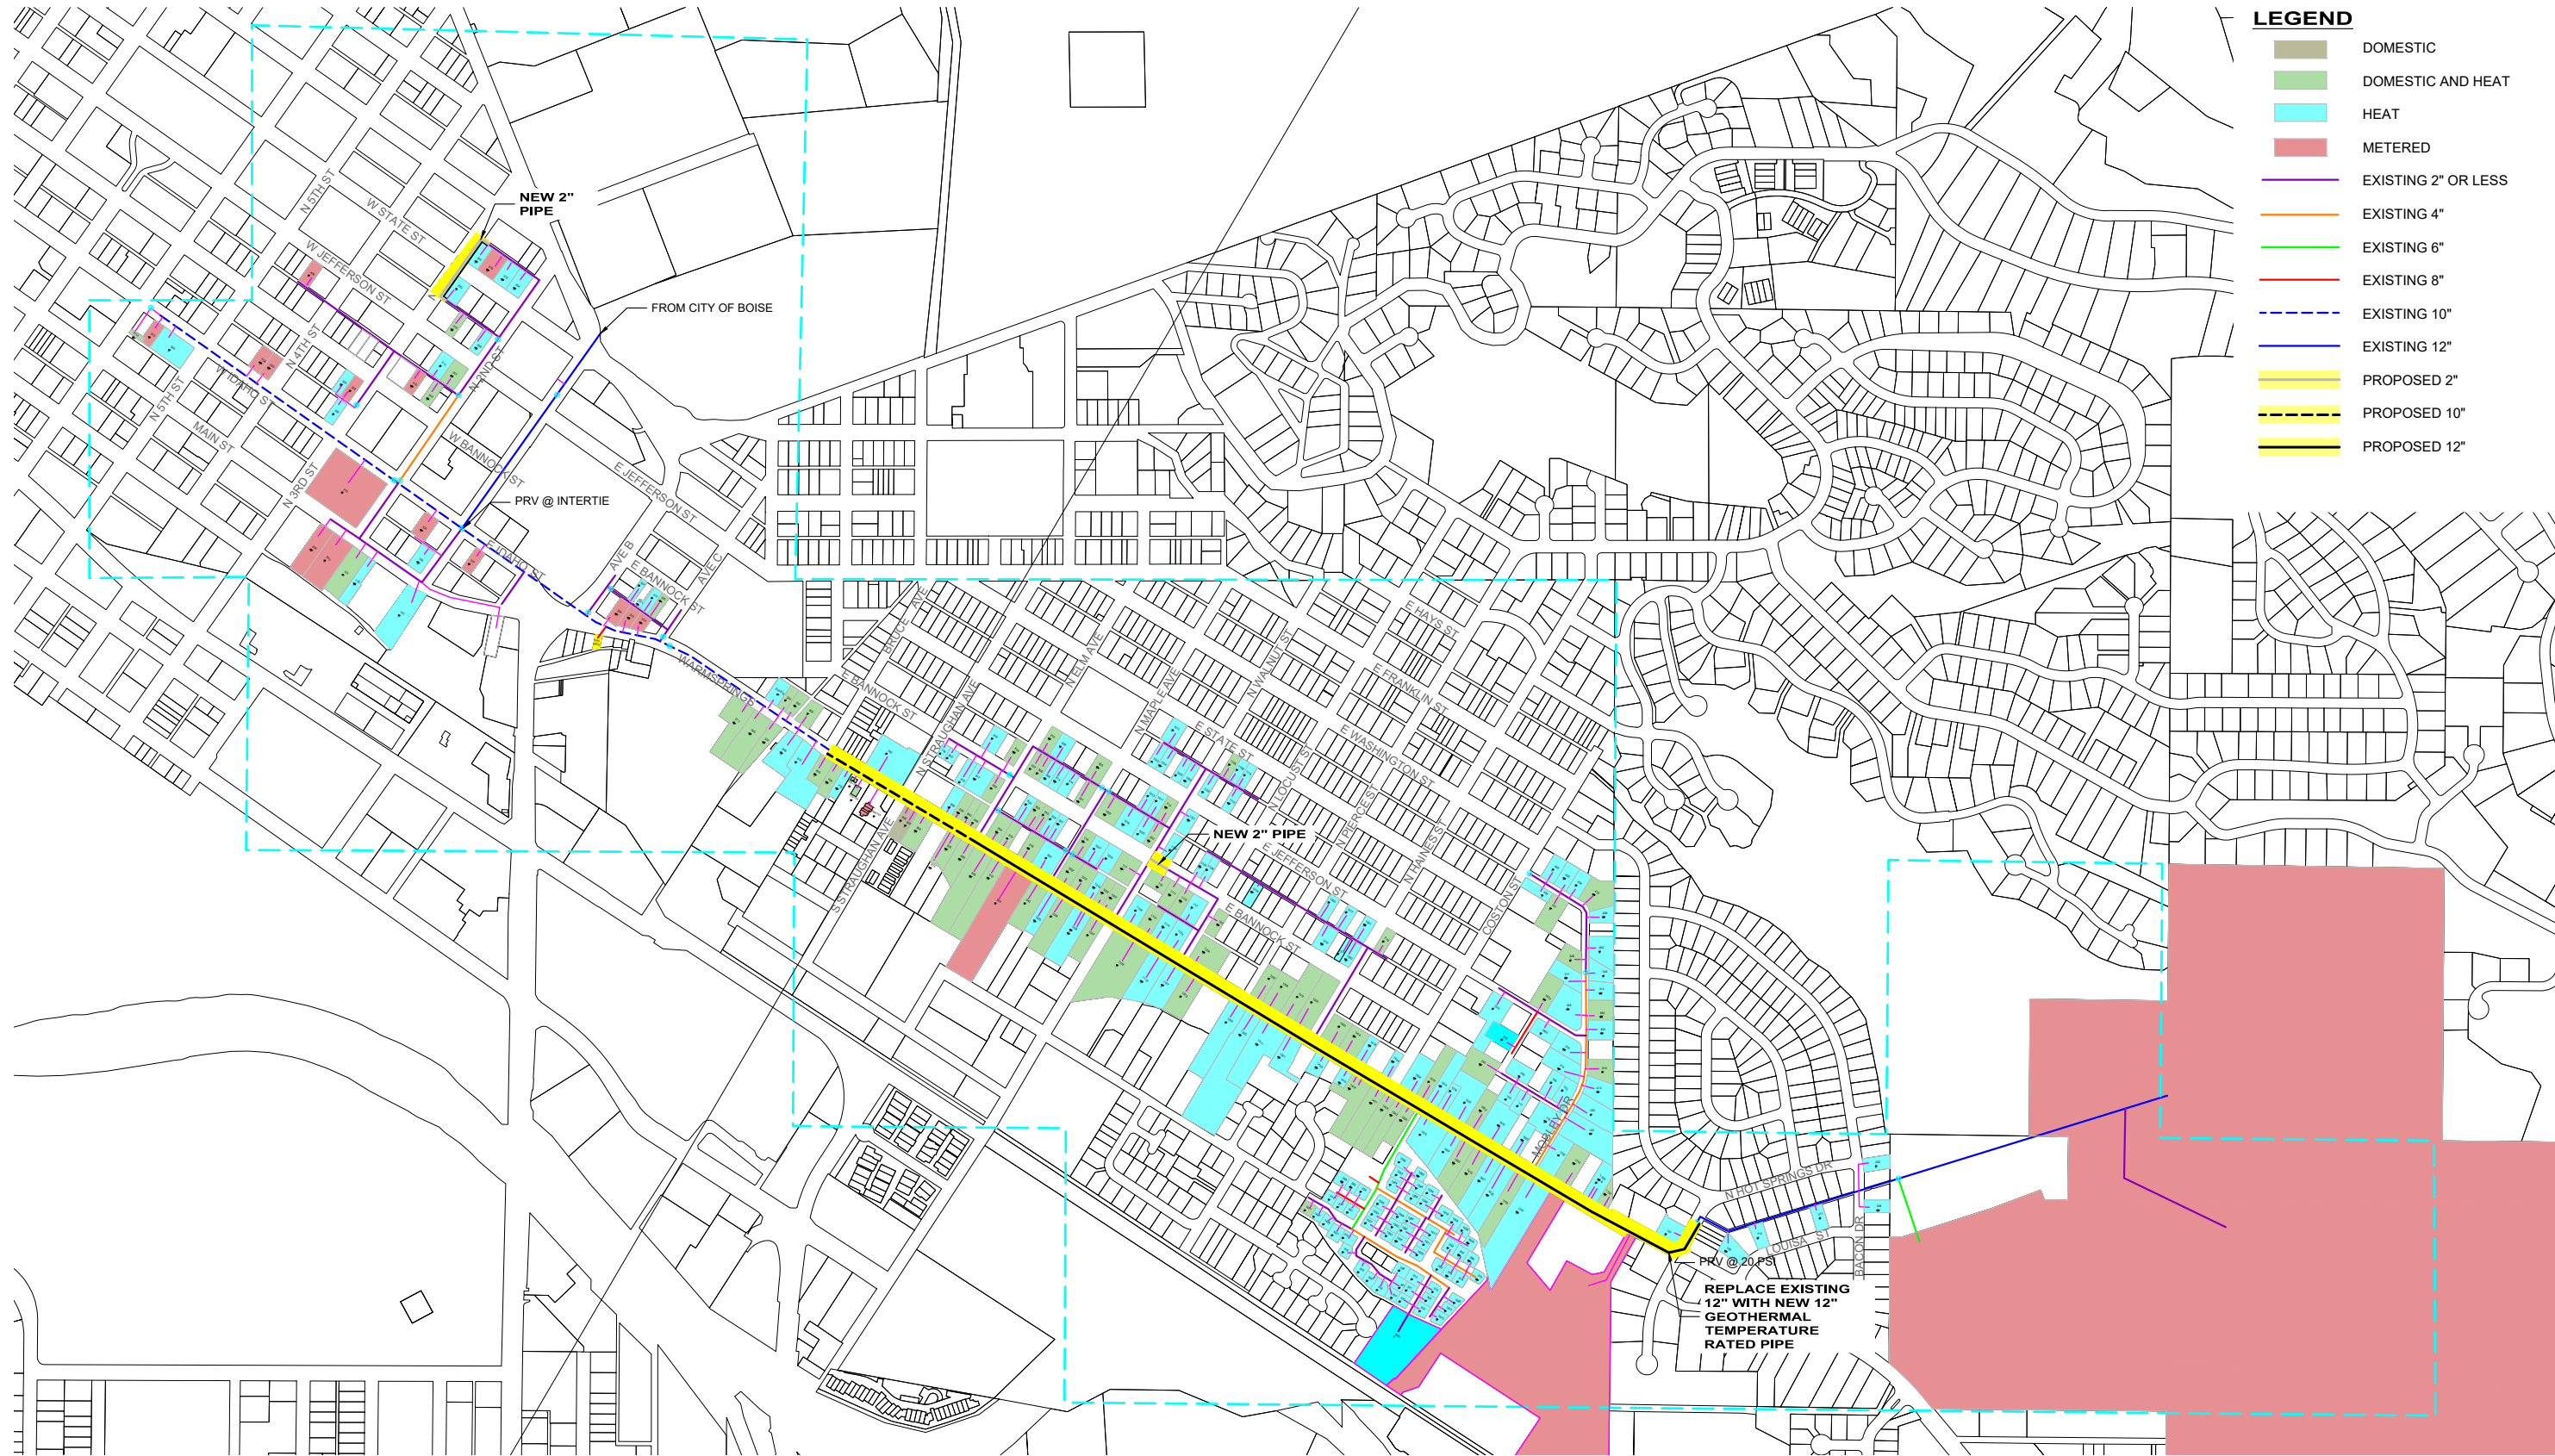 LEGEND
DOMESTIC
DOMESTIC AND HEAT
HEAT
METERED
EXISTING 2" OR LESS
EXISTING 4"
EXISTING 6"
EXISTING 8"
EXISTING 10"
EXISTING 12"
PROPOSED 2"
PROPOSED 10"
PROPOSED 12"
NEW 2"
PIPE
N 5TH ST
W STATE ST
W JEFFERSON ST
FROM CITY OF BOISE
N 4TH ST
N 2ND ST
W IDAHO ST
N 5TH ST
MAIN ST
N 3RD ST
W BANNOCK ST
PRV @ INTERTIE
E JEFFERSON ST
E IDAHO ST
AVE B
E BANNOCK ST
AVE C
WARMSPRINGS
BRUCE AVE
E BANNOCK ST
N STRAUGHAN AVE
N ELM AVE
N MAPLE AVE
N WALNUT ST
E HAYS ST
E FRANKLIN ST
E STATE ST
E WASHINGTON ST
N LOCUST ST
N PIERCE ST
N HAINES ST
NEW 2" PIPE
E JEFFERSON ST
S STRAUGHAN AVE
E BANNOCK ST
COSTON ST
MOBLEY DR
N HOT SPRINGS DR
LOUISA ST
BACON DR
PRV @ 20 PSI
REPLACE EXISTING
12" WITH NEW 12"
GEOTHERMAL
TEMPERATURE
RATED PIPE